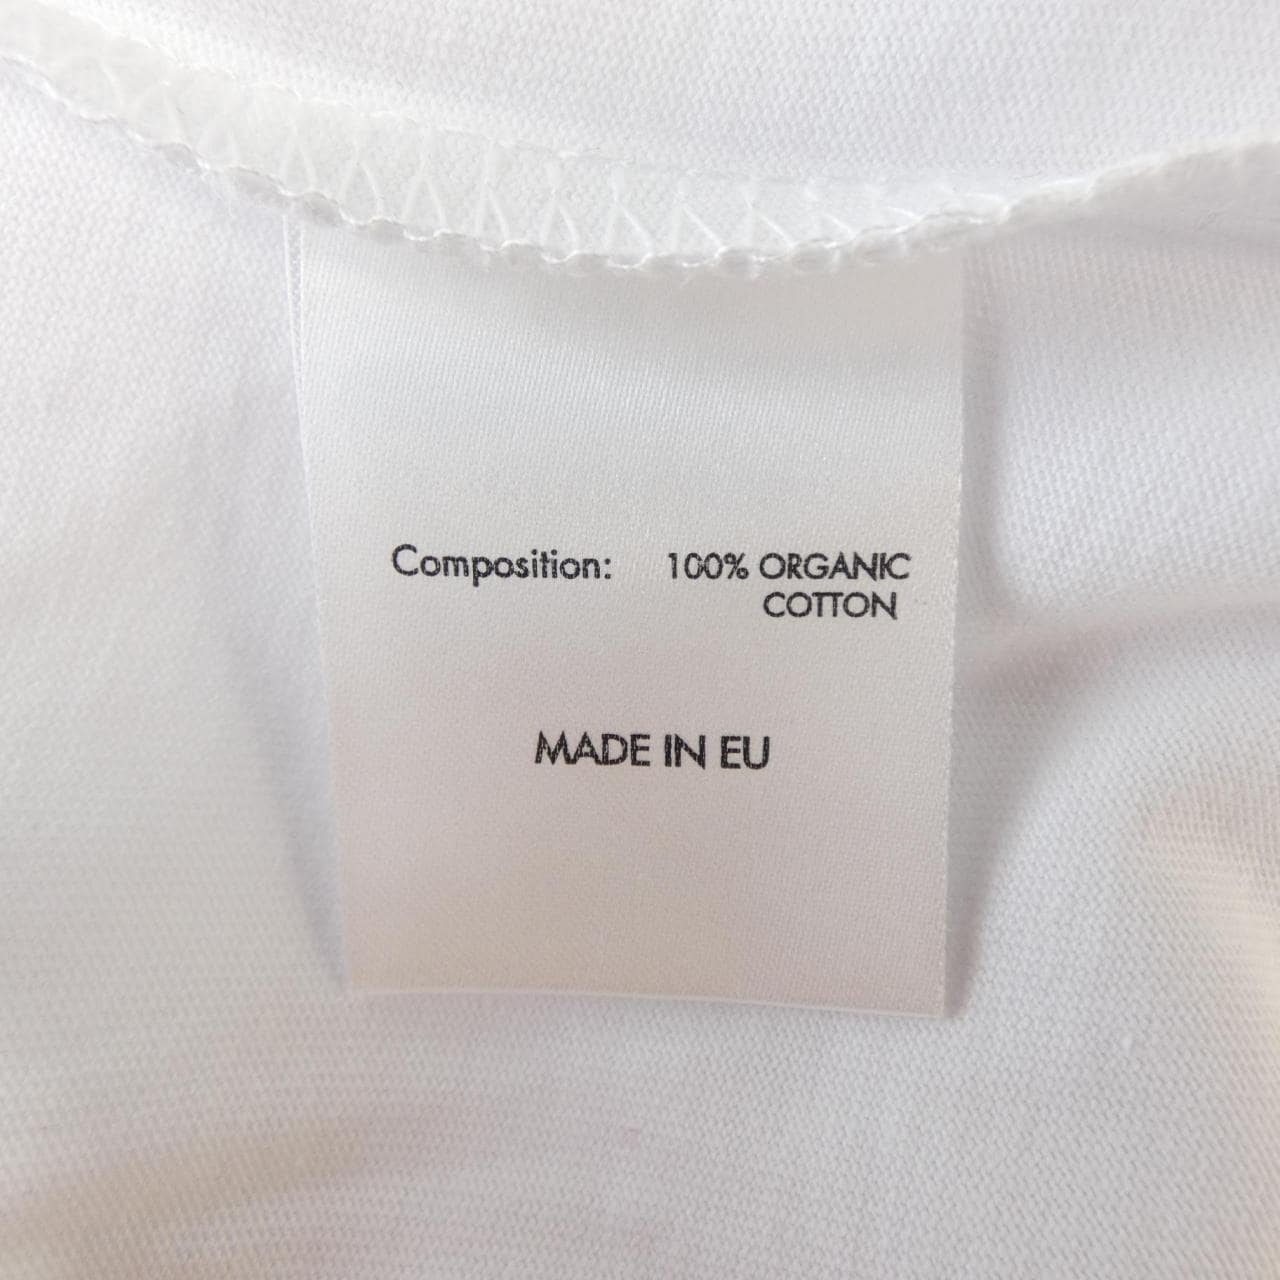 Composition: 100% ORGANIC
COTTON
MADE IN EU